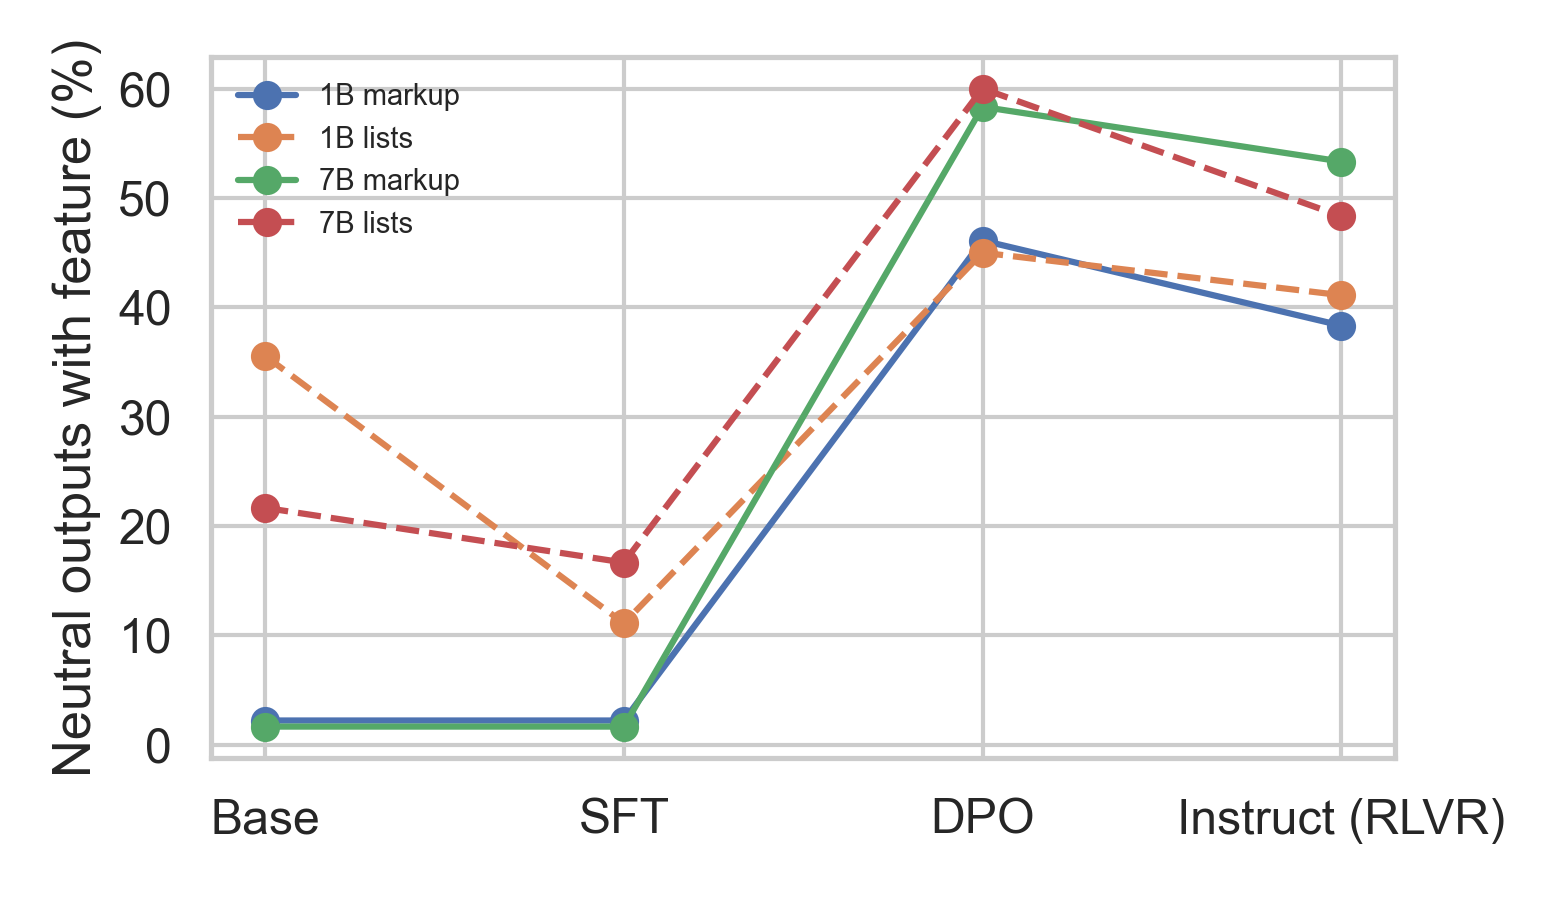 Neutral outputs with feature (%)
60
50
40
30
20
10
0
1B markup
1B lists
7B markup
7B lists
Base
SFT
DPO
Instruct (RLVR)